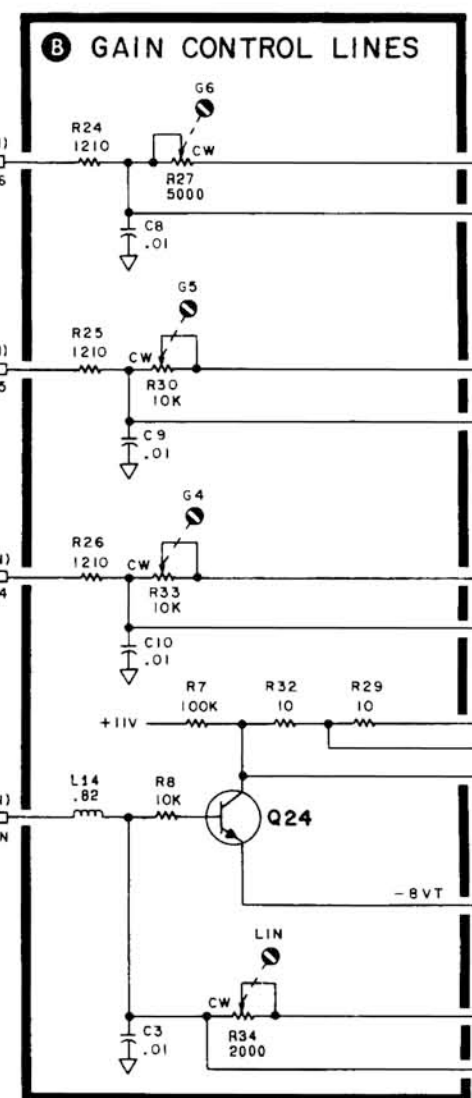 B GAIN CONTROL LINES
G6
R24
1210
CW
R27
5000
C8
.01
G5
R25
1210
CW
R30
10K
C9
.01
G4
R26
1210
CW
R33
10K
C10
.01
R7
100K
R32
10
R29
10
+11V
L14
.82
R8
10K
Q24
-8VT
LIN
CW
R34
2000
C3
.01